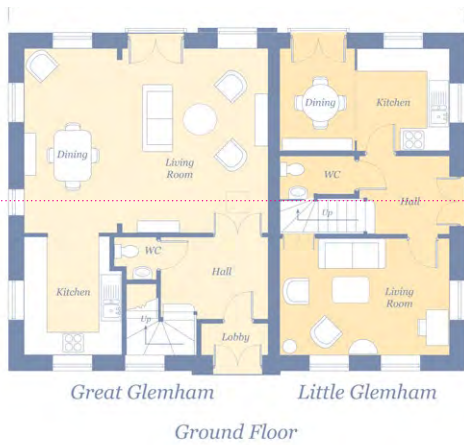 Dining
Kitchen
Dining
Living
Room
WC
Up
Hall
WC
Hall
Kitchen
Up
Living
Room
Lobby
Great Glemham
Little Glemham
Ground Floor